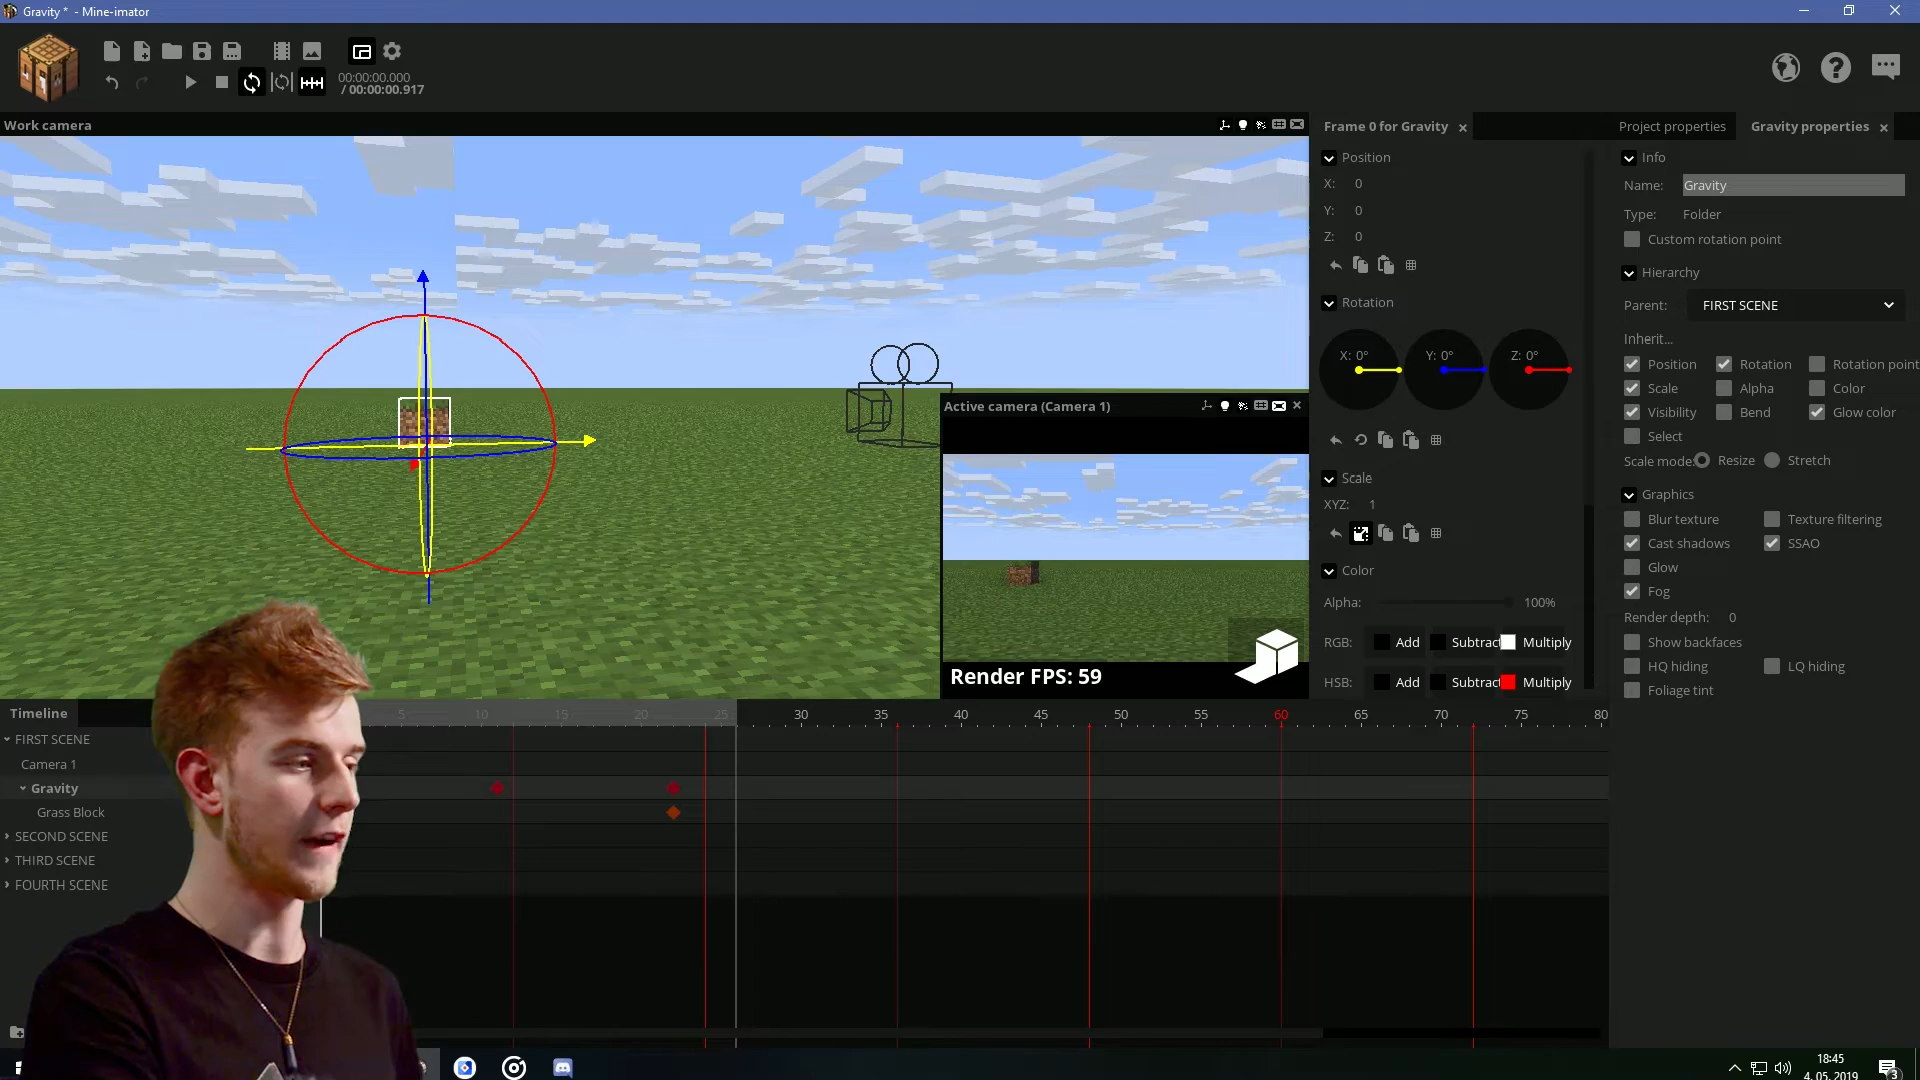 Gravity * - Mine-imator
00:00:00.000
/ 00:00:00.917
Work camera
Frame 0 for Gravity
Project properties
Gravity properties
Position
X: 0
Y: 0
Z: 0
Rotation
X: 0° Y: 0° Z: 0°
Scale
XYZ: 1
Color
Alpha: 100%
RGB: Add Subtract Multiply
HSB: Add Subtract Multiply
Info
Name: Gravity
Type: Folder
Custom rotation point
Hierarchy
Parent: FIRST SCENE
Inherit...
Position Rotation Rotation point
Scale Alpha Color
Visibility Bend Glow color
Select
Scale mode: Resize Stretch
Graphics
Blur texture Texture filtering
Cast shadows SSAO
Glow
Fog
Render depth: 0
Show backfaces
HQ hiding LQ hiding
Foliage tint
Active camera (Camera 1)
Render FPS: 59
Timeline
5 10 15 20 25 30 35 40 45 50 55 60 65 70 75 80
FIRST SCENE
Camera 1
Gravity
Grass Block
SECOND SCENE
THIRD SCENE
FOURTH SCENE
18:45
4. 05. 2019
3